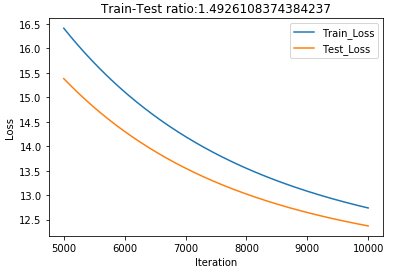 Train-Test ratio:1.4926108374384237
16.5
16.0
15.5
15.0
14.5
14.0
13.5
13.0
12.5
Loss
Train_Loss
Test_Loss
5000 6000 7000 8000 9000 10000
Iteration